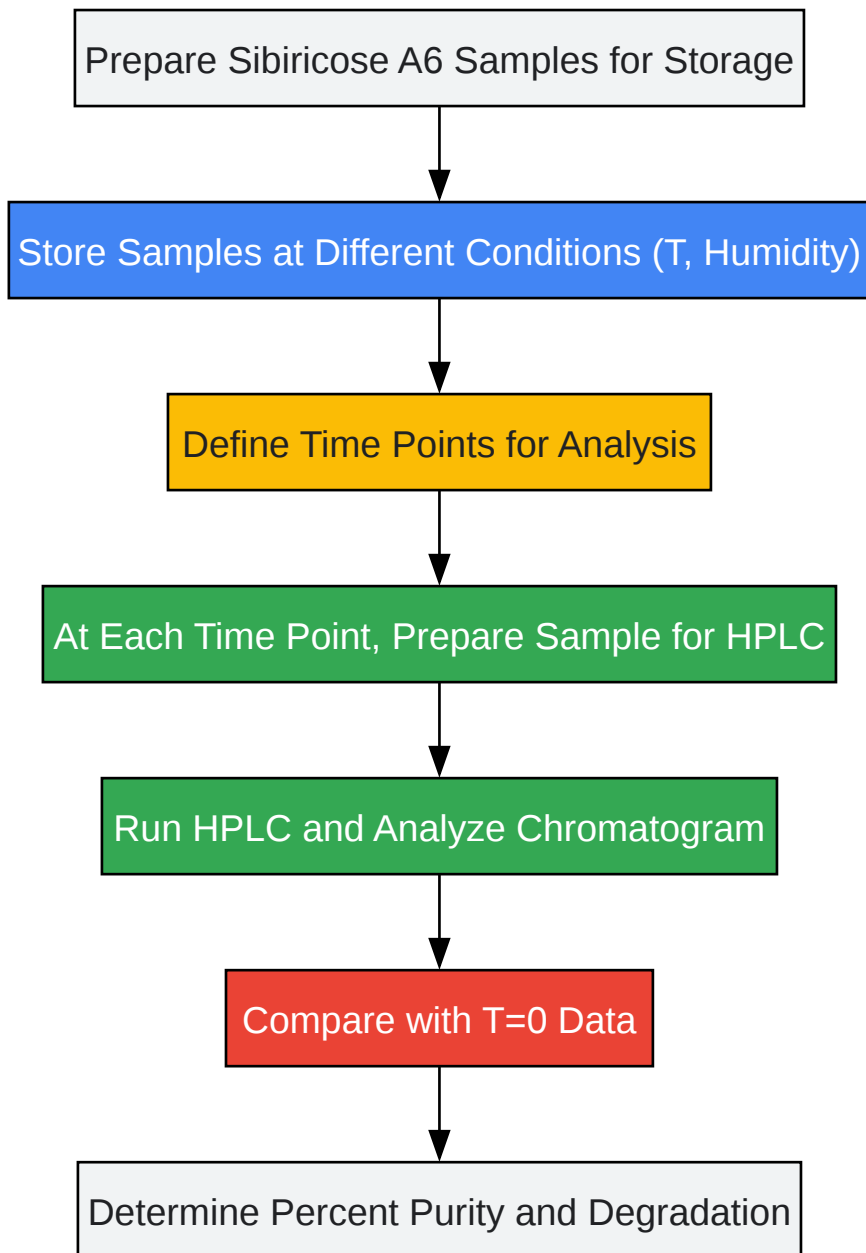 Prepare Sibiricose A6 Samples for Storage
Store Samples at Different Conditions (T, Humidity)
Define Time Points for Analysis
At Each Time Point, Prepare Sample for HPLC
Run HPLC and Analyze Chromatogram
Compare with T=0 Data
Determine Percent Purity and Degradation